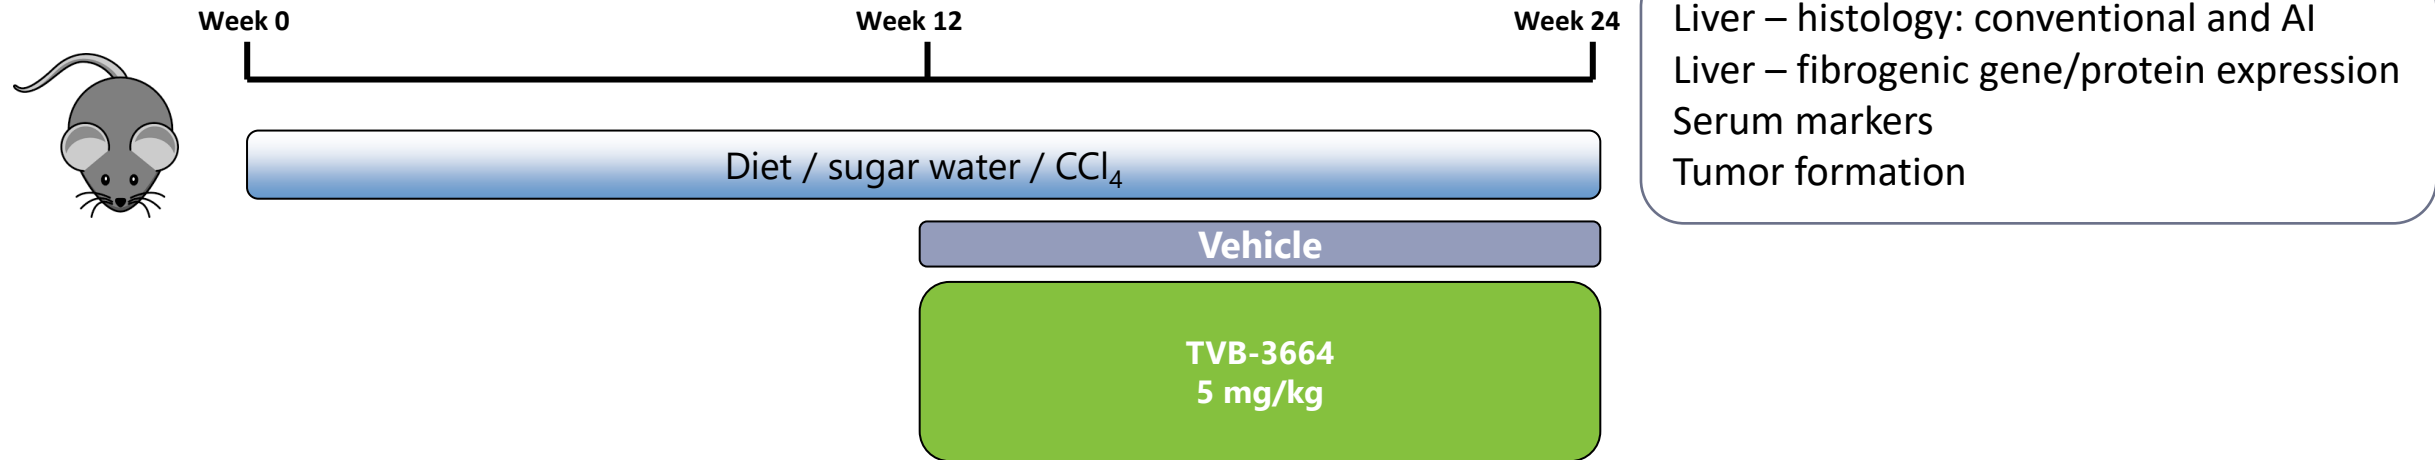 Week 0
Week 12
Week 24
Diet / sugar water / CCl₄
Vehicle
TVB-3664
5 mg/kg
Liver – histology: conventional and AI
Liver – fibrogenic gene/protein expression
Serum markers
Tumor formation